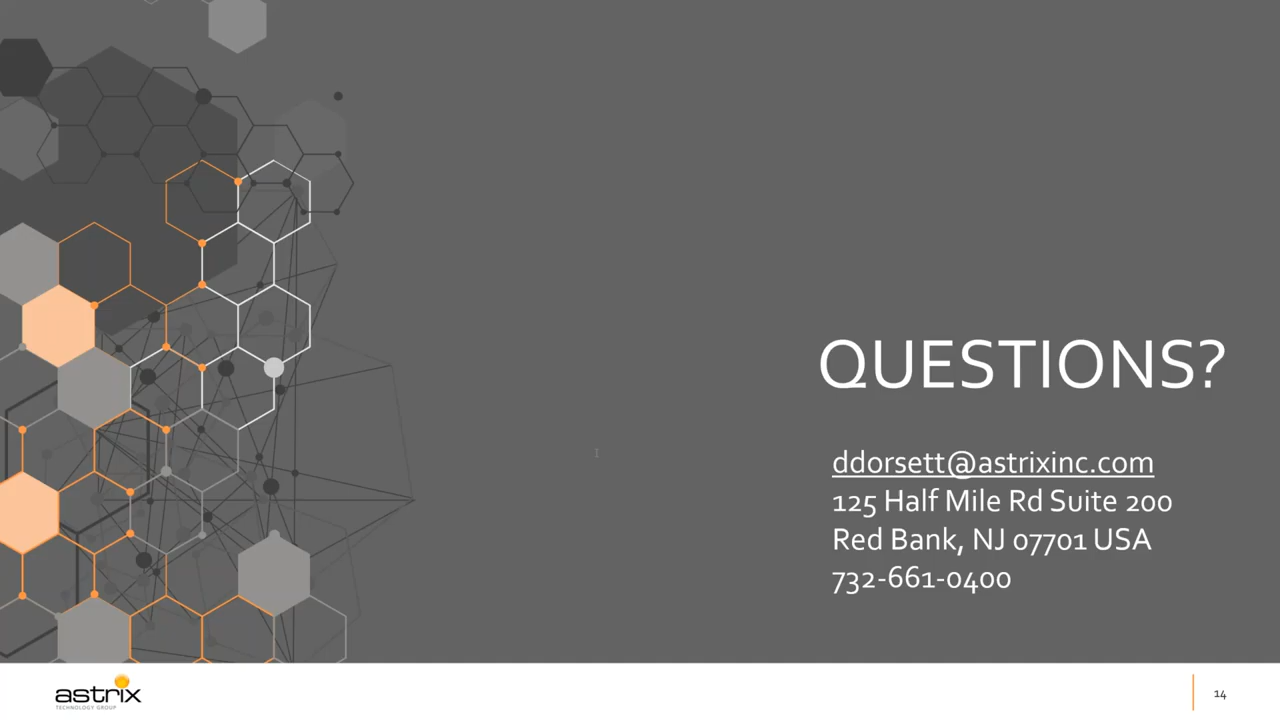 QUESTIONS?
ddorsett@astrixinc.com
125 Half Mile Rd Suite 200
Red Bank, NJ 07701 USA
732-661-0400
astrix
TECHNOLOGY GROUP
14